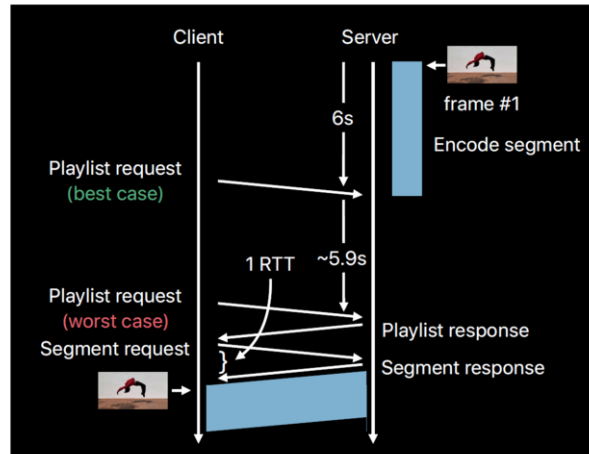 Client
Server
frame #1
6s
Encode segment
Playlist request
(best case)
1 RTT
~5.9s
Playlist request
(worst case)
Playlist response
Segment request
}
Segment response